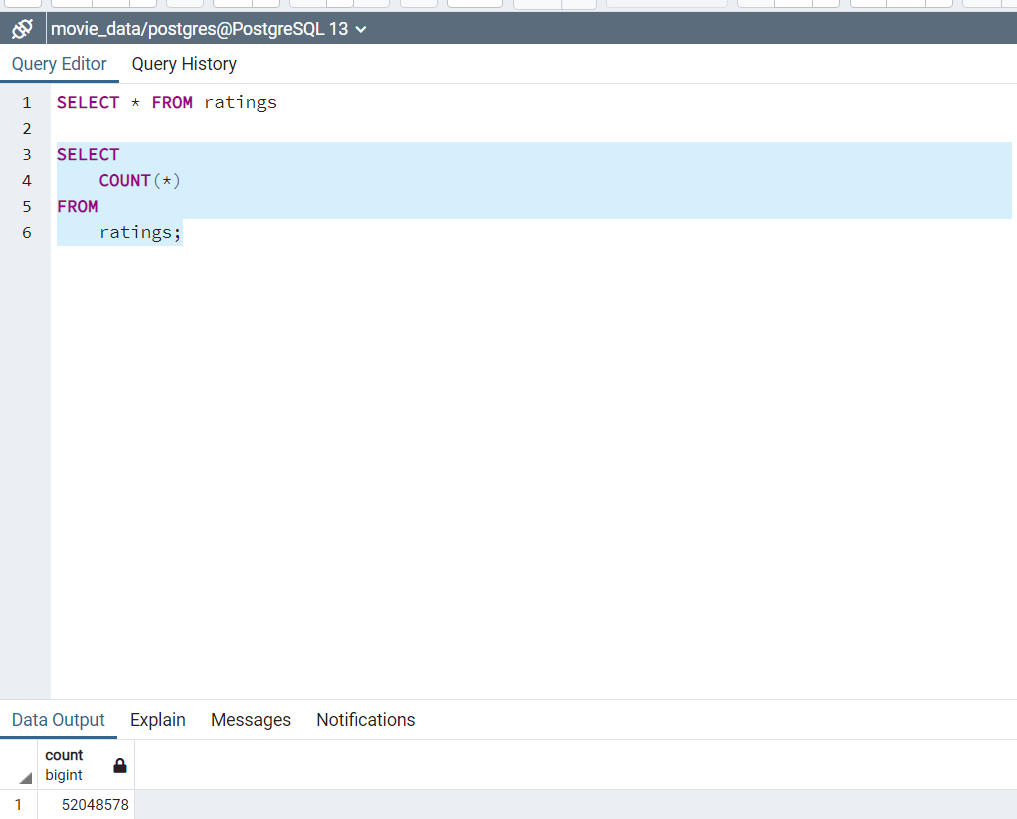 movie_data/postgres@PostgreSQL 13
Query Editor Query History
1 SELECT * FROM ratings
2
3 SELECT
4 COUNT(*)
5 FROM
6 ratings;
Data Output Explain Messages Notifications
count
bigint
1 52048578